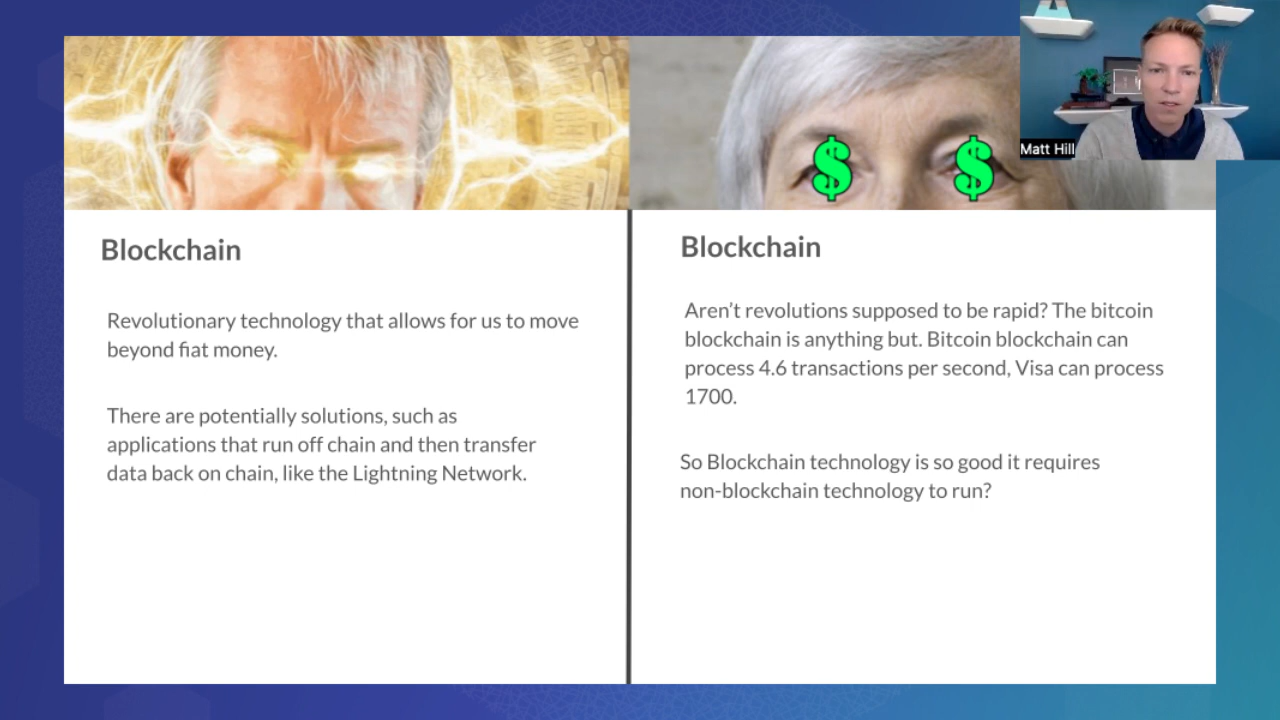 Matt Hill
Blockchain
Revolutionary technology that allows for us to move
beyond fiat money.
There are potentially solutions, such as
applications that run off chain and then transfer
data back on chain, like the Lightning Network.
$ $
Blockchain
Aren’t revolutions supposed to be rapid? The bitcoin
blockchain is anything but. Bitcoin blockchain can
process 4.6 transactions per second, Visa can process
1700.
So Blockchain technology is so good it requires
non-blockchain technology to run?